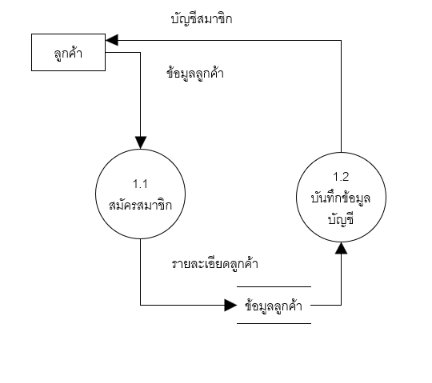 บัญชีสมาชิก
ลูกค้า
ข้อมูลลูกค้า
1.1
สมัครสมาชิก
1.2
บันทึกข้อมูล
บัญชี
รายละเอียดลูกค้า
ข้อมูลลูกค้า